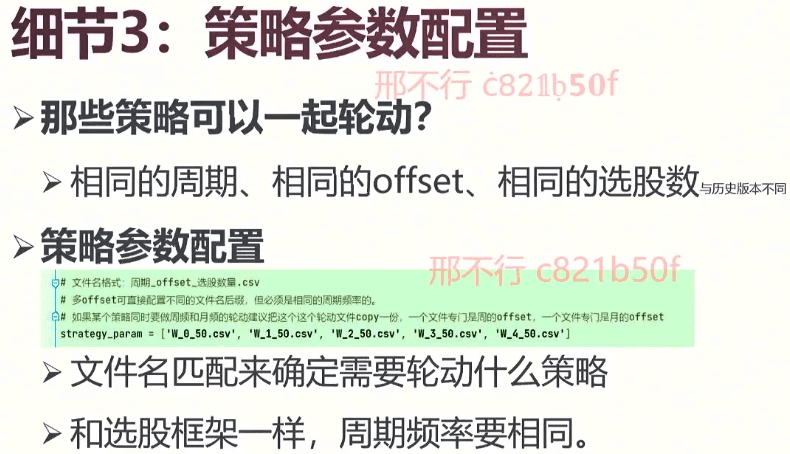 细节3：策略参数配置
邢不行 c821b50f
➢那些策略可以一起轮动？
➢相同的周期、相同的offset、相同的选股数与历史版本不同
➢策略参数配置
邢不行 c821b50f
# 文件名格式：周期_offset_选股数量.csv
# 多offset可直接配置不同的文件名后缀，但必须是相同的周期频率的。
# 如果某个策略同时要做周频和月频的轮动建议把这个这个轮动文件copy一份，一个文件专门是周的offset，一个文件专门是月的offset
strategy_param = ['W_0_50.csv', 'W_1_50.csv', 'W_2_50.csv', 'W_3_50.csv', 'W_4_50.csv']
➢文件名匹配来确定需要轮动什么策略
➢和选股框架一样，周期频率要相同。